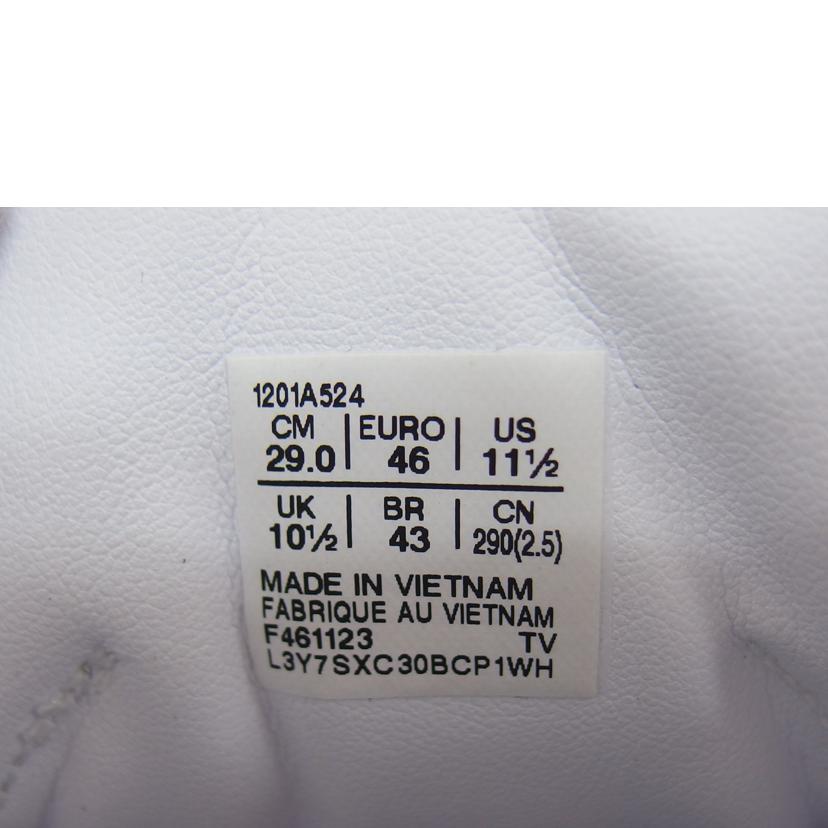 1201A524
CM | EURO | US
29.0 | 46 | 11½
UK | BR | CN
10½ | 43 | 290(2.5)
MADE IN VIETNAM
FABRIQUE AU VIETNAM
F461123 TV
L3Y7SXC30BCP1WH